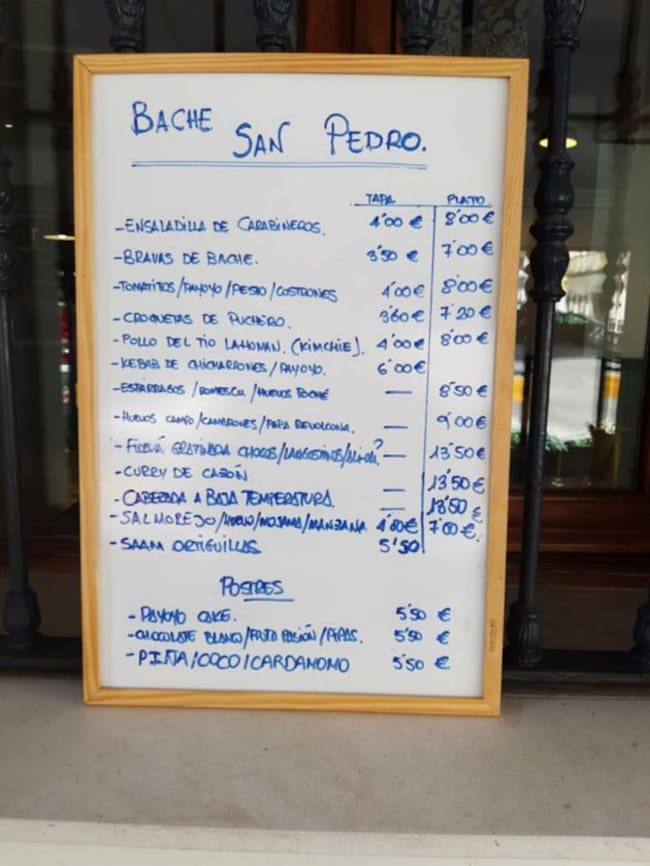 BACHE SAN PEDRO.
TAPA PLATO
- ENSALADILLA DE CARABINEROS. 4'00 € 8'00 €
- BRAVAS DE BACHE. 3'50 € 7'00 €
- TOMATITOS/PAYOYO/PESTO/COSTRONES 4'00 € 8'00 €
- CROQUETAS DE PUCHERO. 3'60 € 7'20 €
- POLLO DEL TIO LAHOMAN. (KIMCHIE). 4'00 € 8'00 €
- KEBAB DE CHICHARRONES/PAYOYO. 6'00 €
- ESPÁRRAGOS/ROMESCU/HUEVOS POCHÉ — 8'50 €
- HUEVOS CAMPO/CAMARONES/PAPA REVOLCONA. — 9'00 €
- FIDEUÁ GRATINADA CHOCOS/LANGOSTINOS/ — 13'50 €
- CURRY DE CAZÓN — 13'50 €
- CABEZADA A BAJA TEMPERATURA. — 18'50 €
- SALMOREJO/HUEVO/MOJAMA/MANZANA 4'60 € 7'00 €.
- SAAM ORTIGUILLAS 5'50
POSTRES
- PAYOYO CAKE. 5'50 €
- CHOCOLATE BLANCO/FRUTA PASIÓN/PIPAS. 5'50 €
- PIÑA/COCO/CARDAMOMO 5'50 €